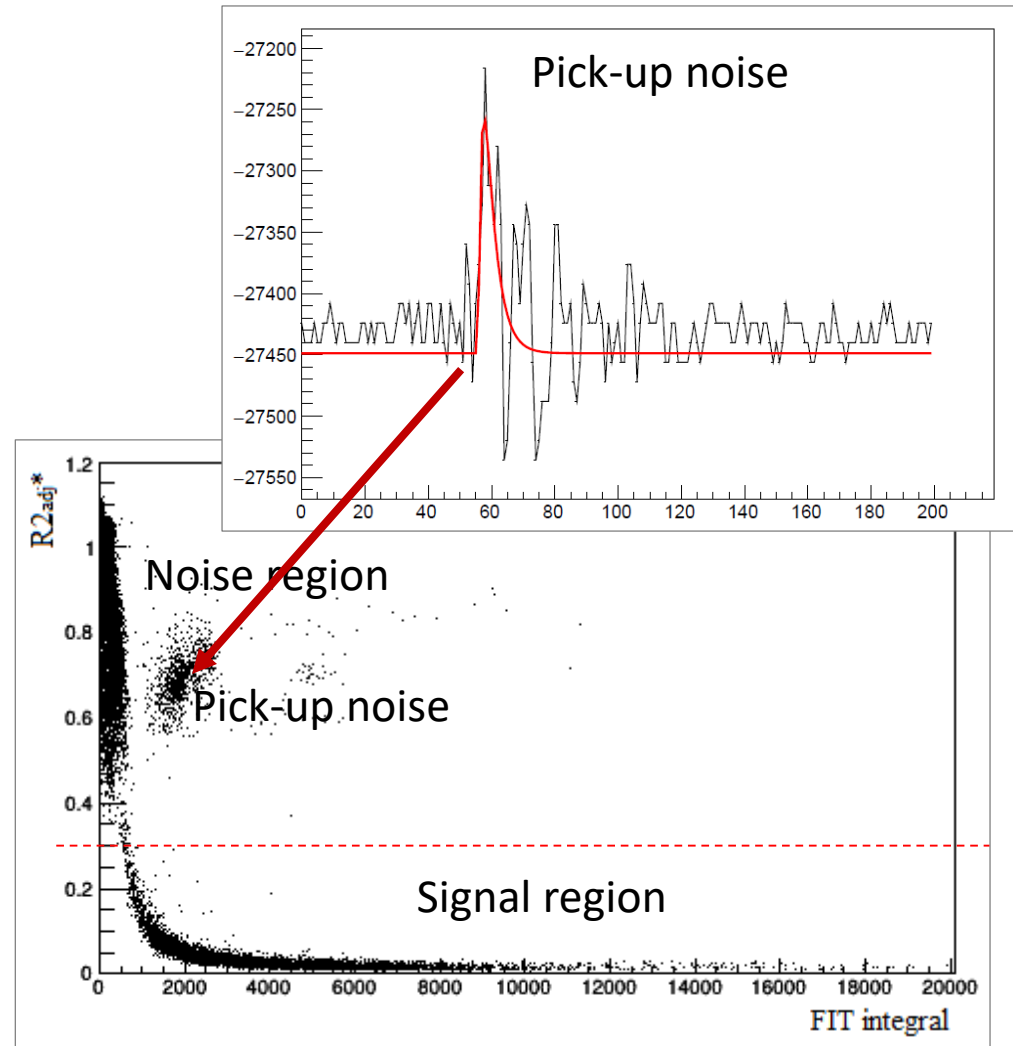 Pick-up noise
−27200
−27250
−27300
−27350
−27400
−27450
−27500
−27550
0 20 40 60 80 100 120 140 160 180 200
R2adj*
1.2
1
0.8
0.6
0.4
0.2
0
Noise region
Pick-up noise
Signal region
0 2000 4000 6000 8000 10000 12000 14000 16000 18000 20000
FIT integral